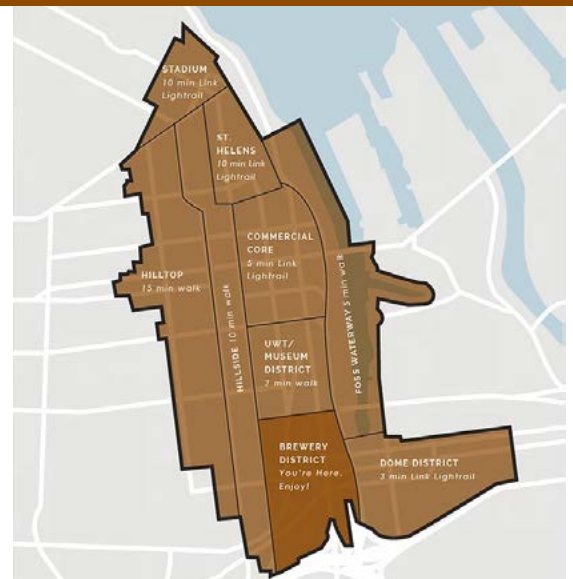 STADIUM
10 min Link
Lightrail
ST.
HELENS
10 min Link
Lightrail
COMMERCIAL
CORE
5 min Link
Lightrail
HILLTOP
15 min walk
HILLSIDE 10 min walk
FOSS WATERWAY 5 min walk
UWT/
MUSEUM
DISTRICT
2 min walk
BREWERY
DISTRICT
You're Here.
Enjoy!
DOME DISTRICT
3 min Link Lightrail